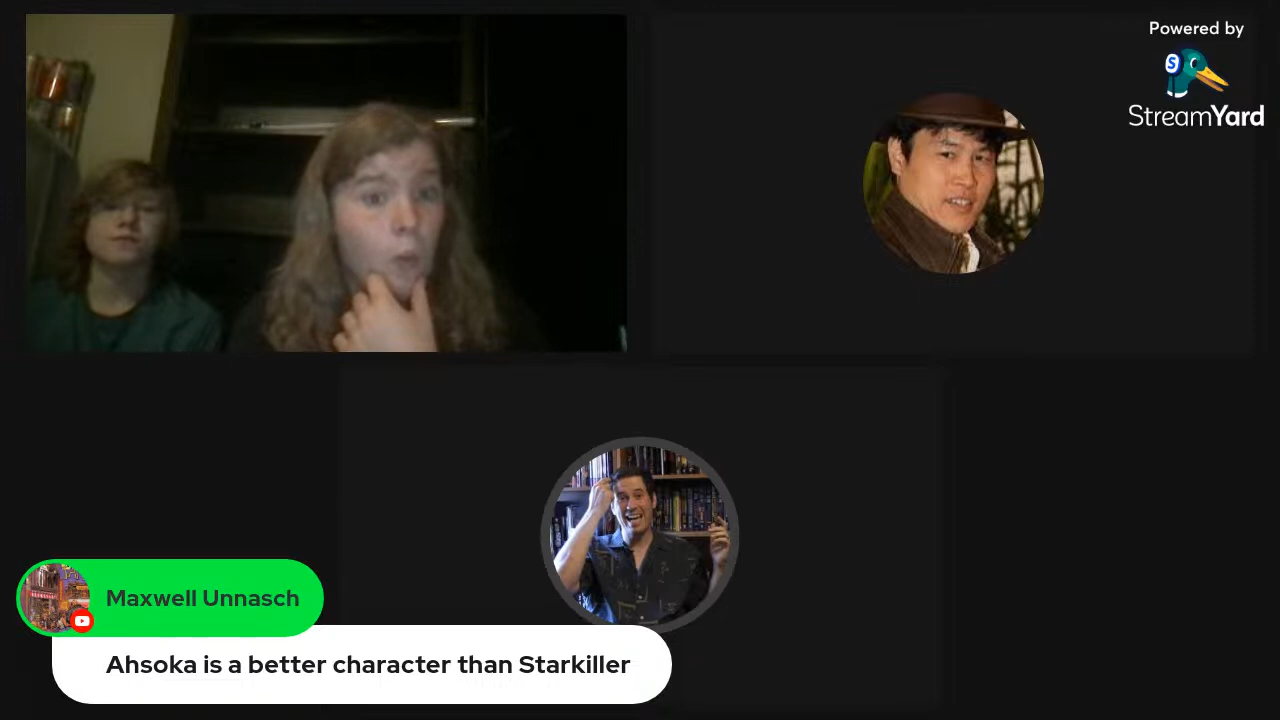 Powered by
StreamYard
Maxwell Unnasch
Ahsoka is a better character than Starkiller